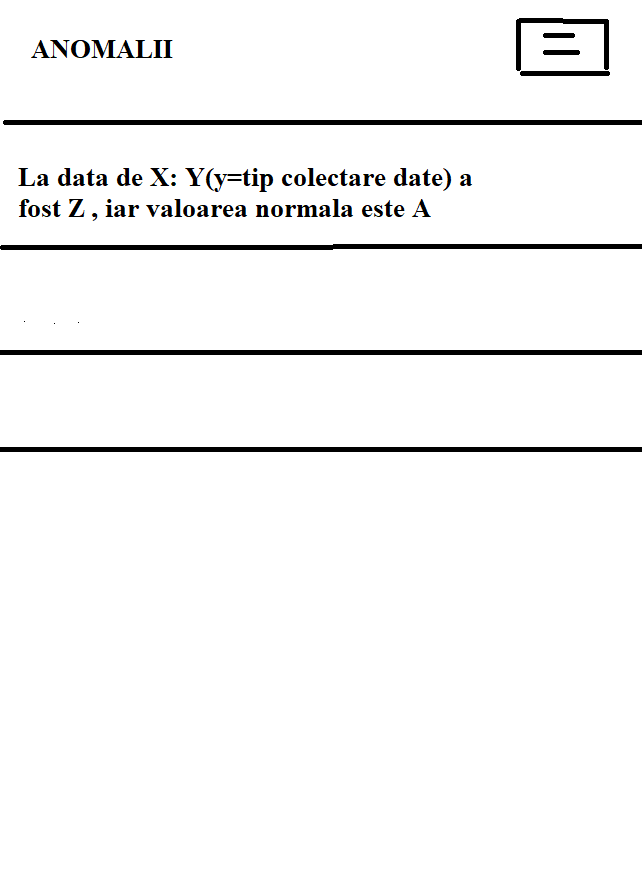 ANOMALII
La data de X: Y(y=tip colectare date) a
fost Z , iar valoarea normala este A
. . .